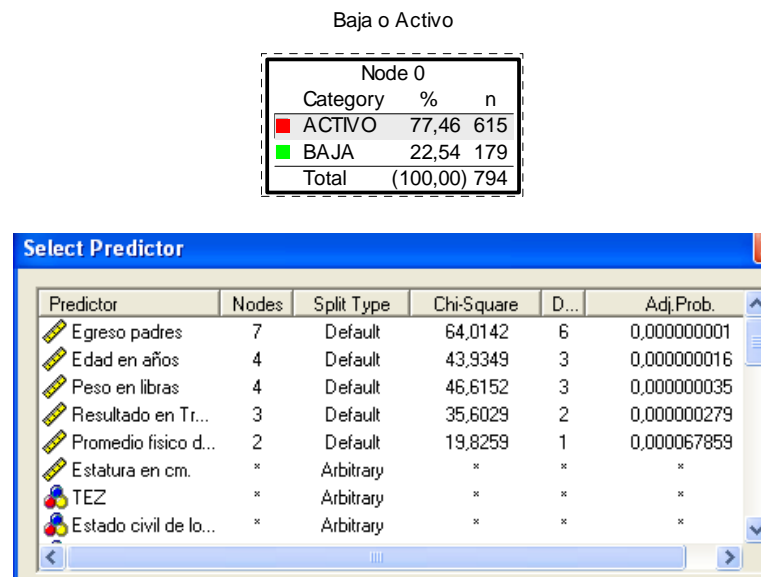 Baja o Activo
Node 0
Category % n
ACTIVO 77,46 615
BAJA 22,54 179
Total (100,00) 794
Select Predictor
Predictor Nodes Split Type Chi-Square D... Adj.Prob.
Egreso padres 7 Default 64,0142 6 0,000000001
Edad en años 4 Default 43,9349 3 0,000000016
Peso en libras 4 Default 46,6152 3 0,000000035
Resultado en Tr... 3 Default 35,6029 2 0,000000279
Promedio fisico d... 2 Default 19,8259 1 0,000067859
Estatura en cm. * Arbitrary * * *
TEZ * Arbitrary * * *
Estado civil de lo... * Arbitrary * * *